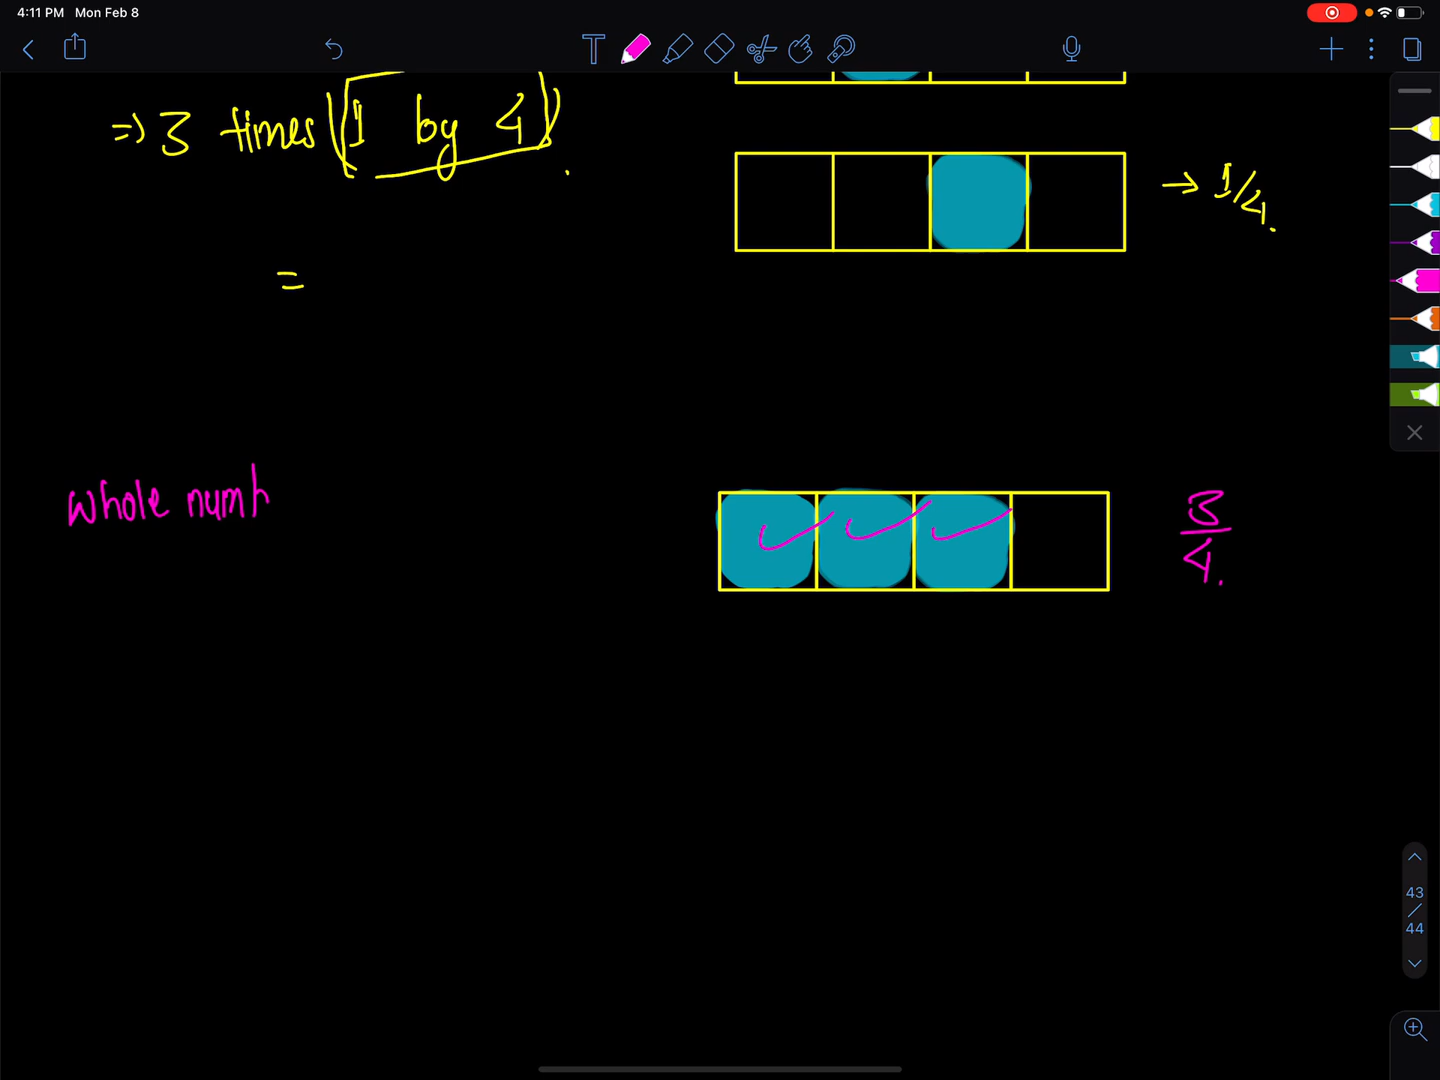 4:11 PM Mon Feb 8
=> 3 times (1 by 4).
→ 1/4.
=
whole numb
3
4.
43
/
44